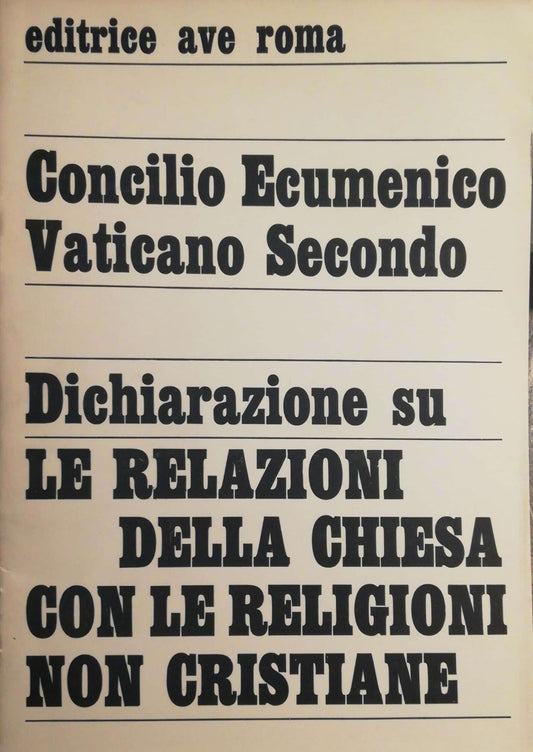 editrice ave roma
Concilio Ecumenico
Vaticano Secondo
Dichiarazione su
LE RELAZIONI
DELLA CHIESA
CON LE RELIGIONI
NON CRISTIANE